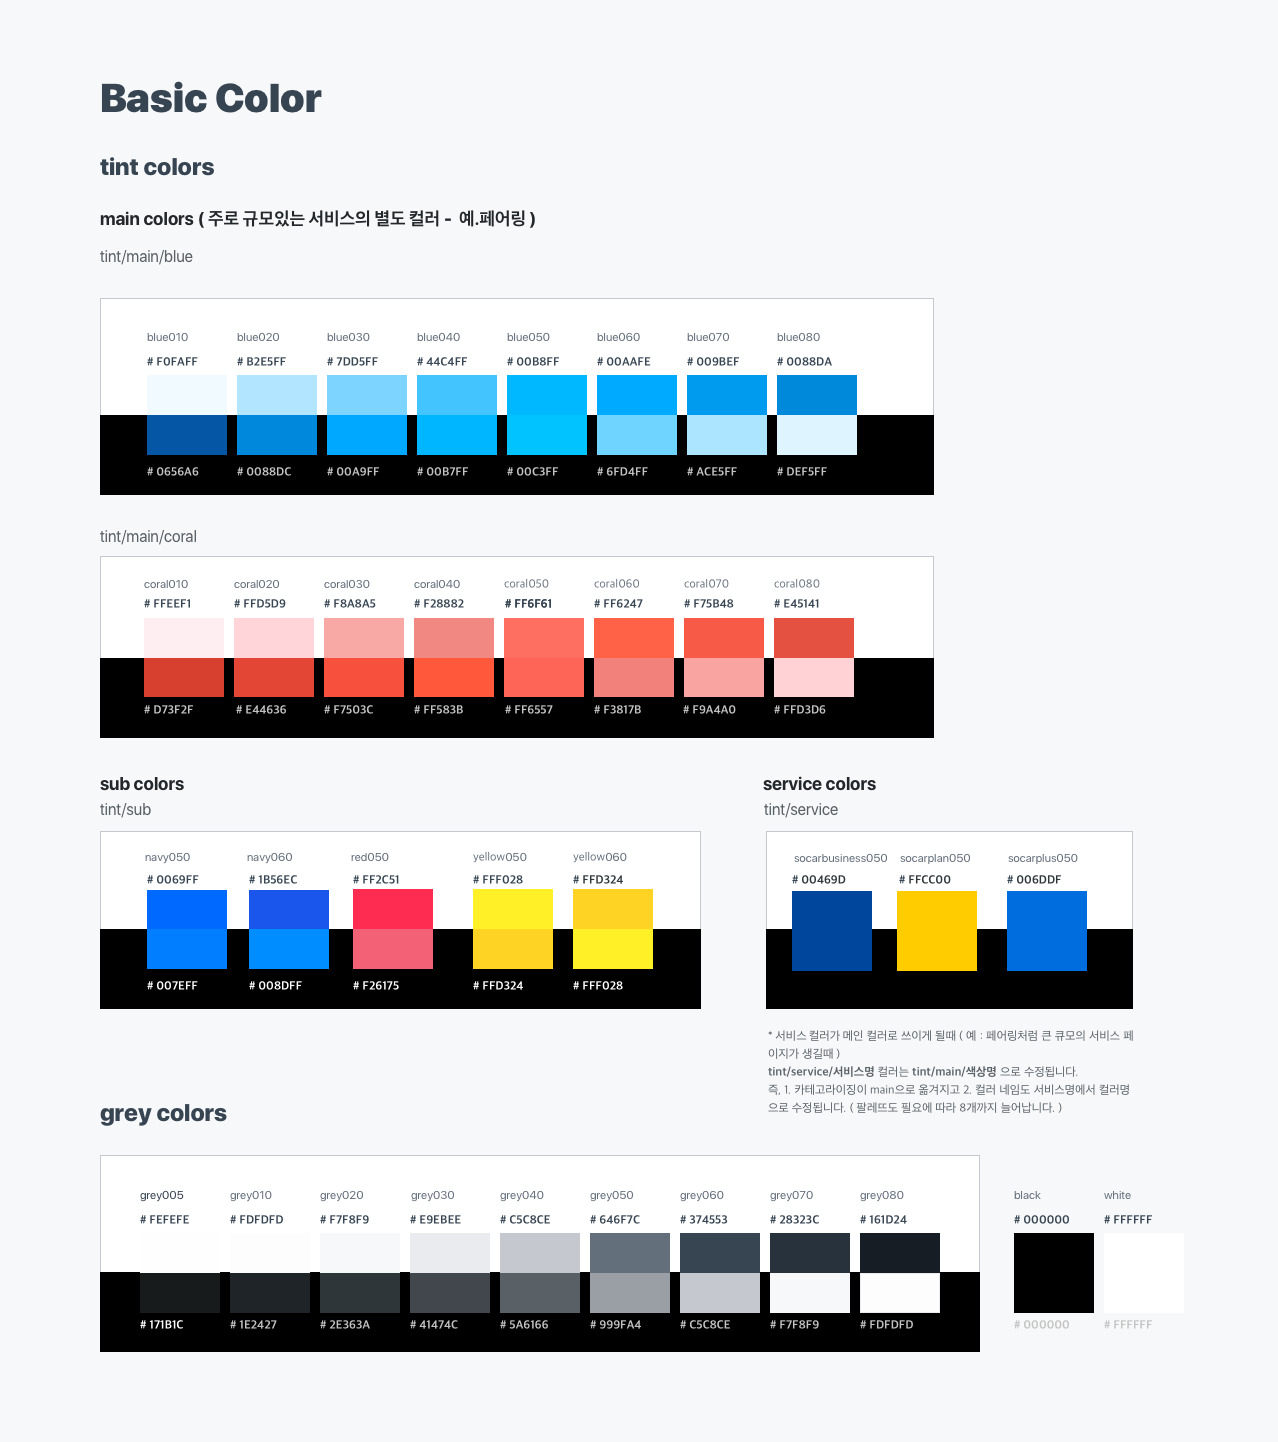 Basic Color
tint colors
main colors ( 주로 규모있는 서비스의 별도 컬러 - 예.페어링 )
tint/main/blue
blue010 blue020 blue030 blue040 blue050 blue060 blue070 blue080
# F0FAFF # B2E5FF # 7DD5FF # 44C4FF # 00B8FF # 00AAFE # 009BEF # 0088DA
# 0656A6 # 0088DC # 00A9FF # 00B7FF # 00C3FF # 6FD4FF # ACE5FF # DEF5FF
tint/main/coral
coral010 coral020 coral030 coral040 coral050 coral060 coral070 coral080
# FFEEF1 # FFD5D9 # F8A8A5 # F28882 # FF6F61 # FF6247 # F75B48 # E45141
# D73F2F # E44636 # F7503C # FF583B # FF6557 # F3817B # F9A4A0 # FFD3D6
sub colors
tint/sub
navy050 navy060 red050 yellow050 yellow060
# 0069FF # 1B56EC # FF2C51 # FFF028 # FFD324
# 007EFF # 008DFF # F26175 # FFD324 # FFF028
service colors
tint/service
socarbusiness050 socarplan050 socarplus050
# 00469D # FFCC00 # 006DDF
* 서비스 컬러가 메인 컬러로 쓰이게 될때 ( 예 : 페어링처럼 큰 규모의 서비스 페
이지가 생길때 )
tint/service/서비스명 컬러는 tint/main/색상명 으로 수정됩니다.
즉, 1. 카테고라이징이 main으로 옮겨지고 2. 컬러 네임도 서비스명에서 컬러명
으로 수정됩니다. ( 팔레뜨도 필요에 따라 8개까지 늘어납니다. )
grey colors
grey005 grey010 grey020 grey030 grey040 grey050 grey060 grey070 grey080
# FEFEFE # FDFDFD # F7F8F9 # E9EBEE # C5C8CE # 646F7C # 374553 # 28323C # 161D24
# 171B1C # 1E2427 # 2E363A # 41474C # 5A6166 # 999FA4 # C5C8CE # F7F8F9 # FDFDFD
black white
# 000000 # FFFFFF
# 000000 # FFFFFF